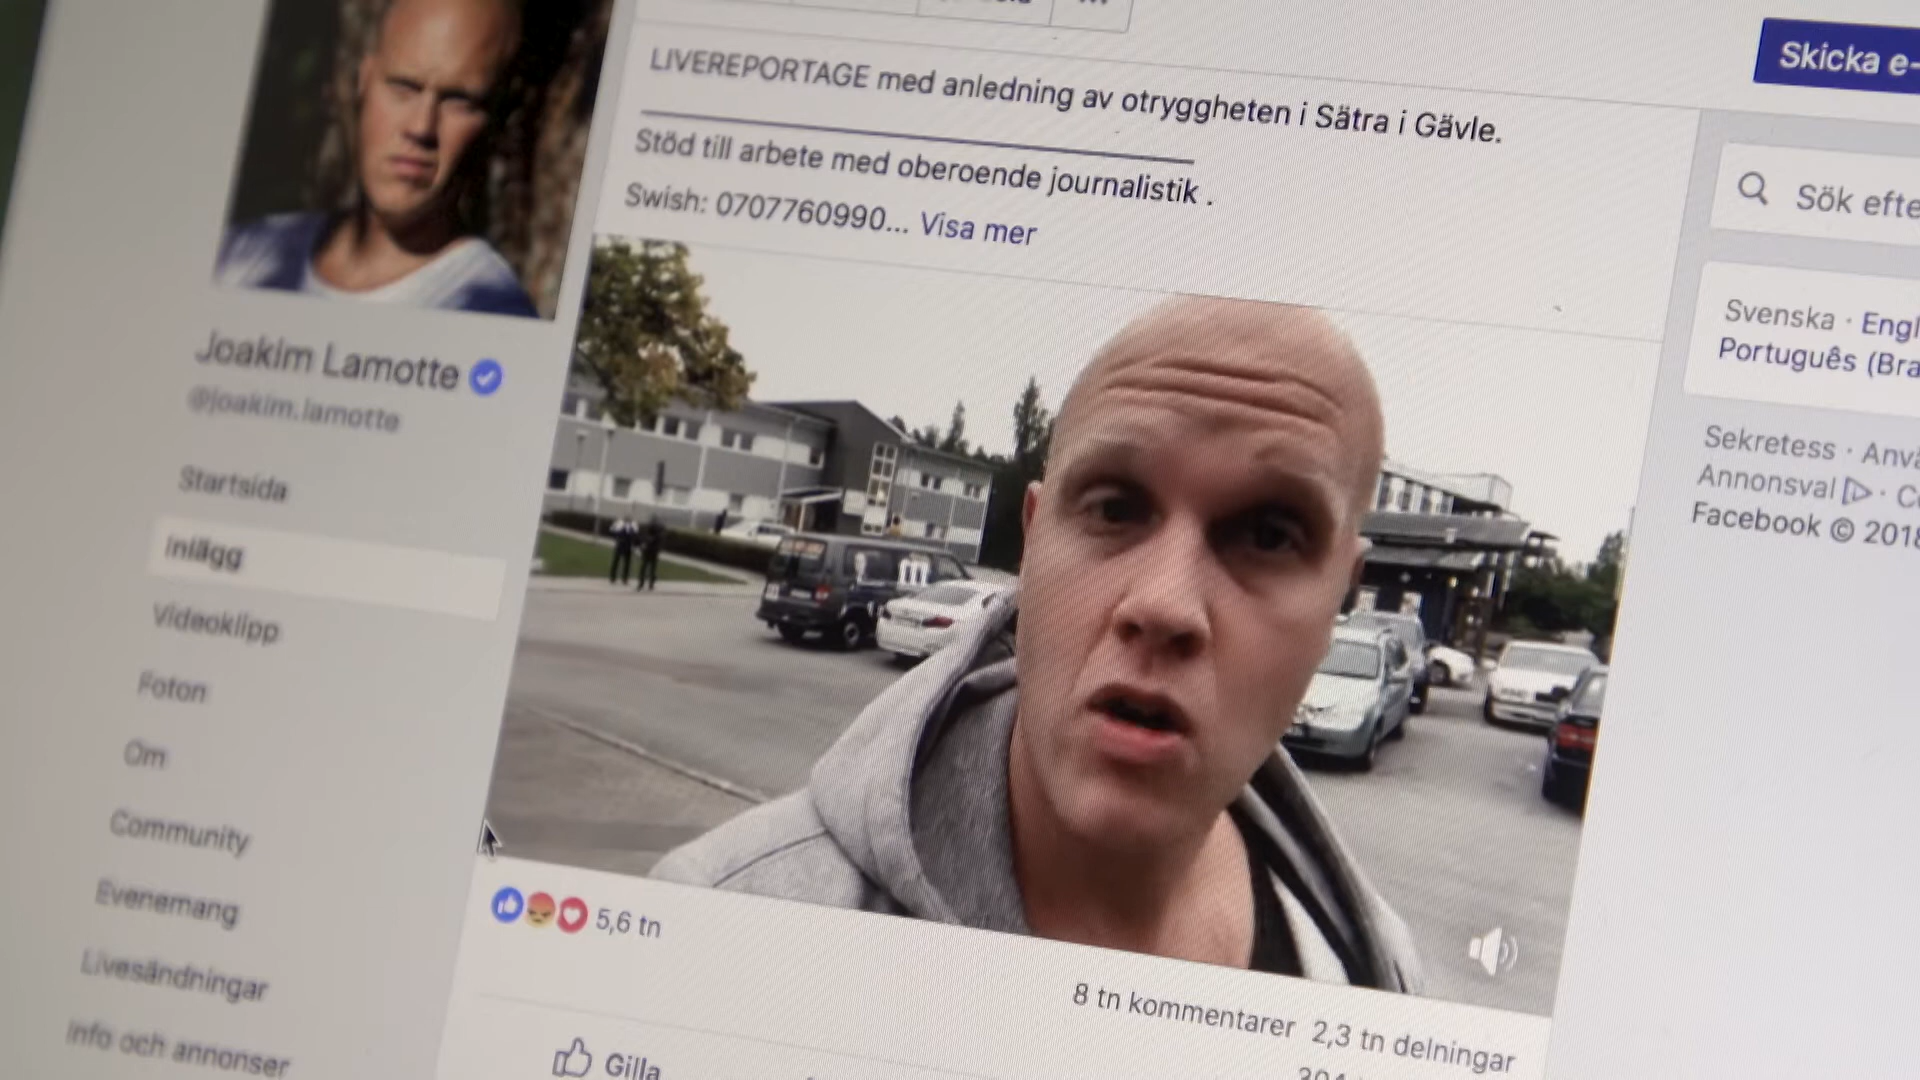 Skicka e-
LIVEREPORTAGE med anledning av otryggheten i Sätra i Gävle.
Stöd till arbete med oberoende journalistik .
Swish: 0707760990... Visa mer
Joakim Lamotte
@joakim.lamotte
Startsida
Inlägg
Videoklipp
Foton
Om
Community
Evenemang
Livesändningar
Info och annonser
5,6 tn
8 tn kommentarer 2,3 tn delningar
Gilla
Sök efte
Svenska · Engl
Português (Bra
Sekretess · Anvä
Annonsval · C
Facebook © 2018